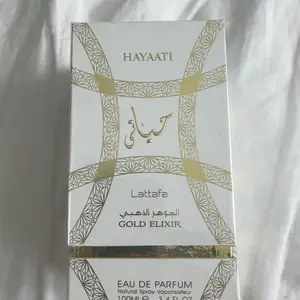 HAYAATI
حياتي
Lattafa
الجوهر الذهبي
GOLD ELIXIR
EAU DE PARFUM
Natural Spray Vaporisateur
100ML ℮ 3.4 FL OZ